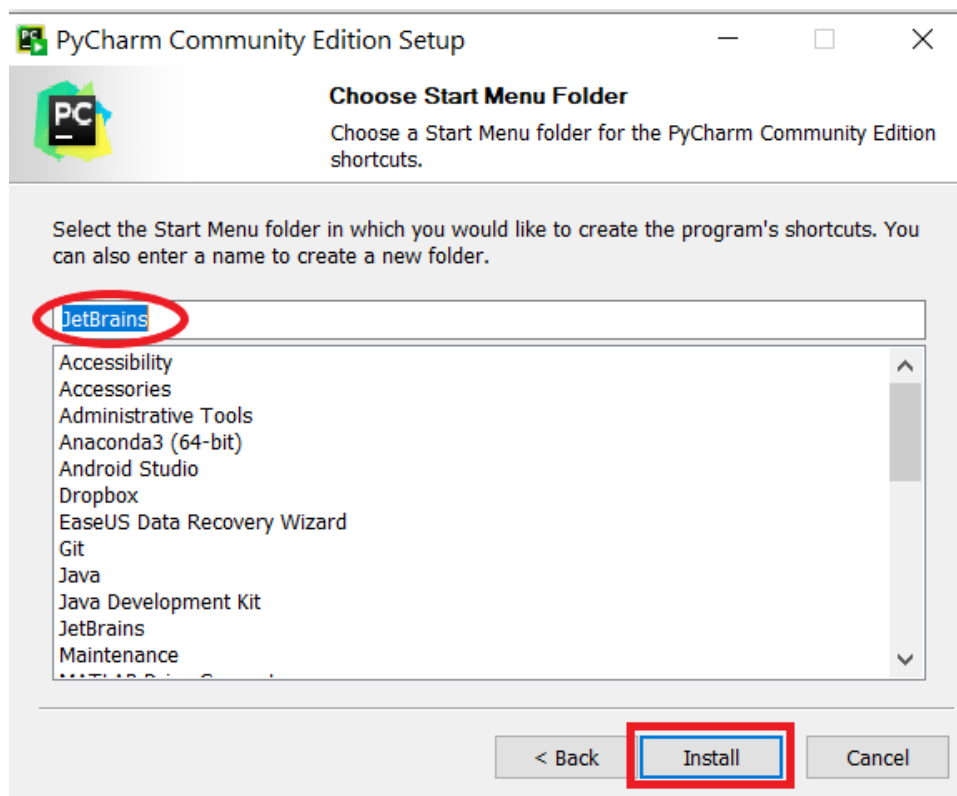 PyCharm Community Edition Setup
PC
Choose Start Menu Folder
Choose a Start Menu folder for the PyCharm Community Edition
shortcuts.
Select the Start Menu folder in which you would like to create the program's shortcuts. You
can also enter a name to create a new folder.
JetBrains
Accessibility
Accessories
Administrative Tools
Anaconda3 (64-bit)
Android Studio
Dropbox
EaseUS Data Recovery Wizard
Git
Java
Java Development Kit
JetBrains
Maintenance
< Back
Install
Cancel